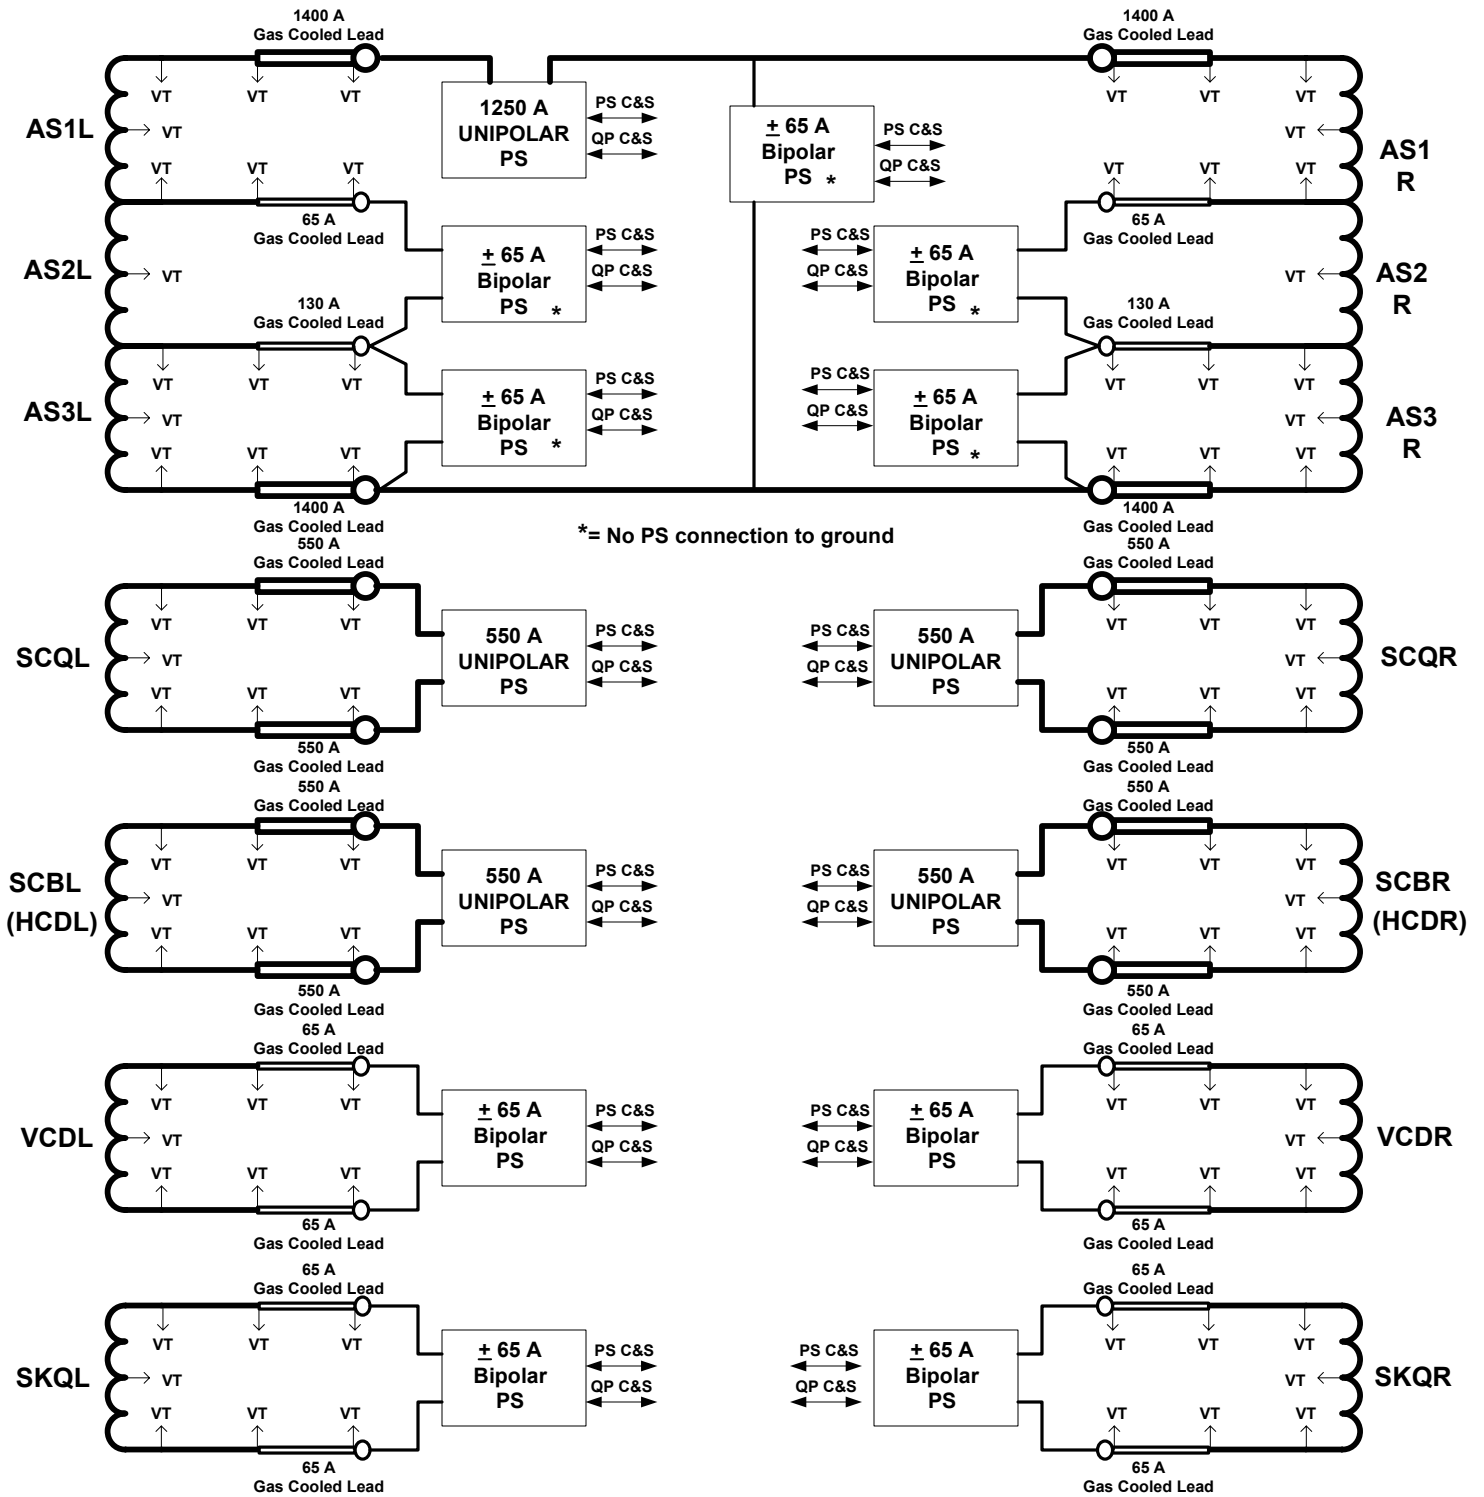 1400 A
Gas Cooled Lead
1400 A
Gas Cooled Lead
VT VT VT
1250 A
UNIPOLAR
PS
PS C&S
QP C&S
+ 65 A
Bipolar
PS *
PS C&S
QP C&S
VT VT VT
AS1L
VT
VT
AS1
R
VT VT VT
VT VT VT
65 A
Gas Cooled Lead
65 A
Gas Cooled Lead
AS2L
VT
+ 65 A
Bipolar
PS *
PS C&S
QP C&S
PS C&S
QP C&S
+ 65 A
Bipolar
PS *
VT
AS2
R
130 A
Gas Cooled Lead
130 A
Gas Cooled Lead
VT VT VT
VT VT VT
AS3L
VT
+ 65 A
Bipolar
PS *
PS C&S
QP C&S
PS C&S
QP C&S
+ 65 A
Bipolar
PS *
VT
AS3
R
VT VT VT
VT VT VT
1400 A
Gas Cooled Lead
1400 A
Gas Cooled Lead
*= No PS connection to ground
550 A
Gas Cooled Lead
550 A
Gas Cooled Lead
VT VT VT
VT VT VT
SCQL
VT
550 A
UNIPOLAR
PS
PS C&S
QP C&S
PS C&S
QP C&S
550 A
UNIPOLAR
PS
VT
SCQR
VT VT VT
VT VT VT
550 A
Gas Cooled Lead
550 A
Gas Cooled Lead
550 A
Gas Cooled Lead
550 A
Gas Cooled Lead
VT VT VT
VT VT VT
SCBL
(HCDL)
VT
550 A
UNIPOLAR
PS
PS C&S
QP C&S
PS C&S
QP C&S
550 A
UNIPOLAR
PS
VT
SCBR
(HCDR)
VT VT VT
VT VT VT
550 A
Gas Cooled Lead
550 A
Gas Cooled Lead
65 A
Gas Cooled Lead
65 A
Gas Cooled Lead
VT VT VT
VT VT VT
VCDL
VT
+ 65 A
Bipolar
PS
PS C&S
QP C&S
PS C&S
QP C&S
+ 65 A
Bipolar
PS
VT
VCDR
VT VT VT
VT VT VT
65 A
Gas Cooled Lead
65 A
Gas Cooled Lead
65 A
Gas Cooled Lead
65 A
Gas Cooled Lead
VT VT VT
VT VT VT
SKQL
VT
+ 65 A
Bipolar
PS
PS C&S
QP C&S
PS C&S
QP C&S
+ 65 A
Bipolar
PS
VT
SKQR
VT VT VT
VT VT VT
65 A
Gas Cooled Lead
65 A
Gas Cooled Lead